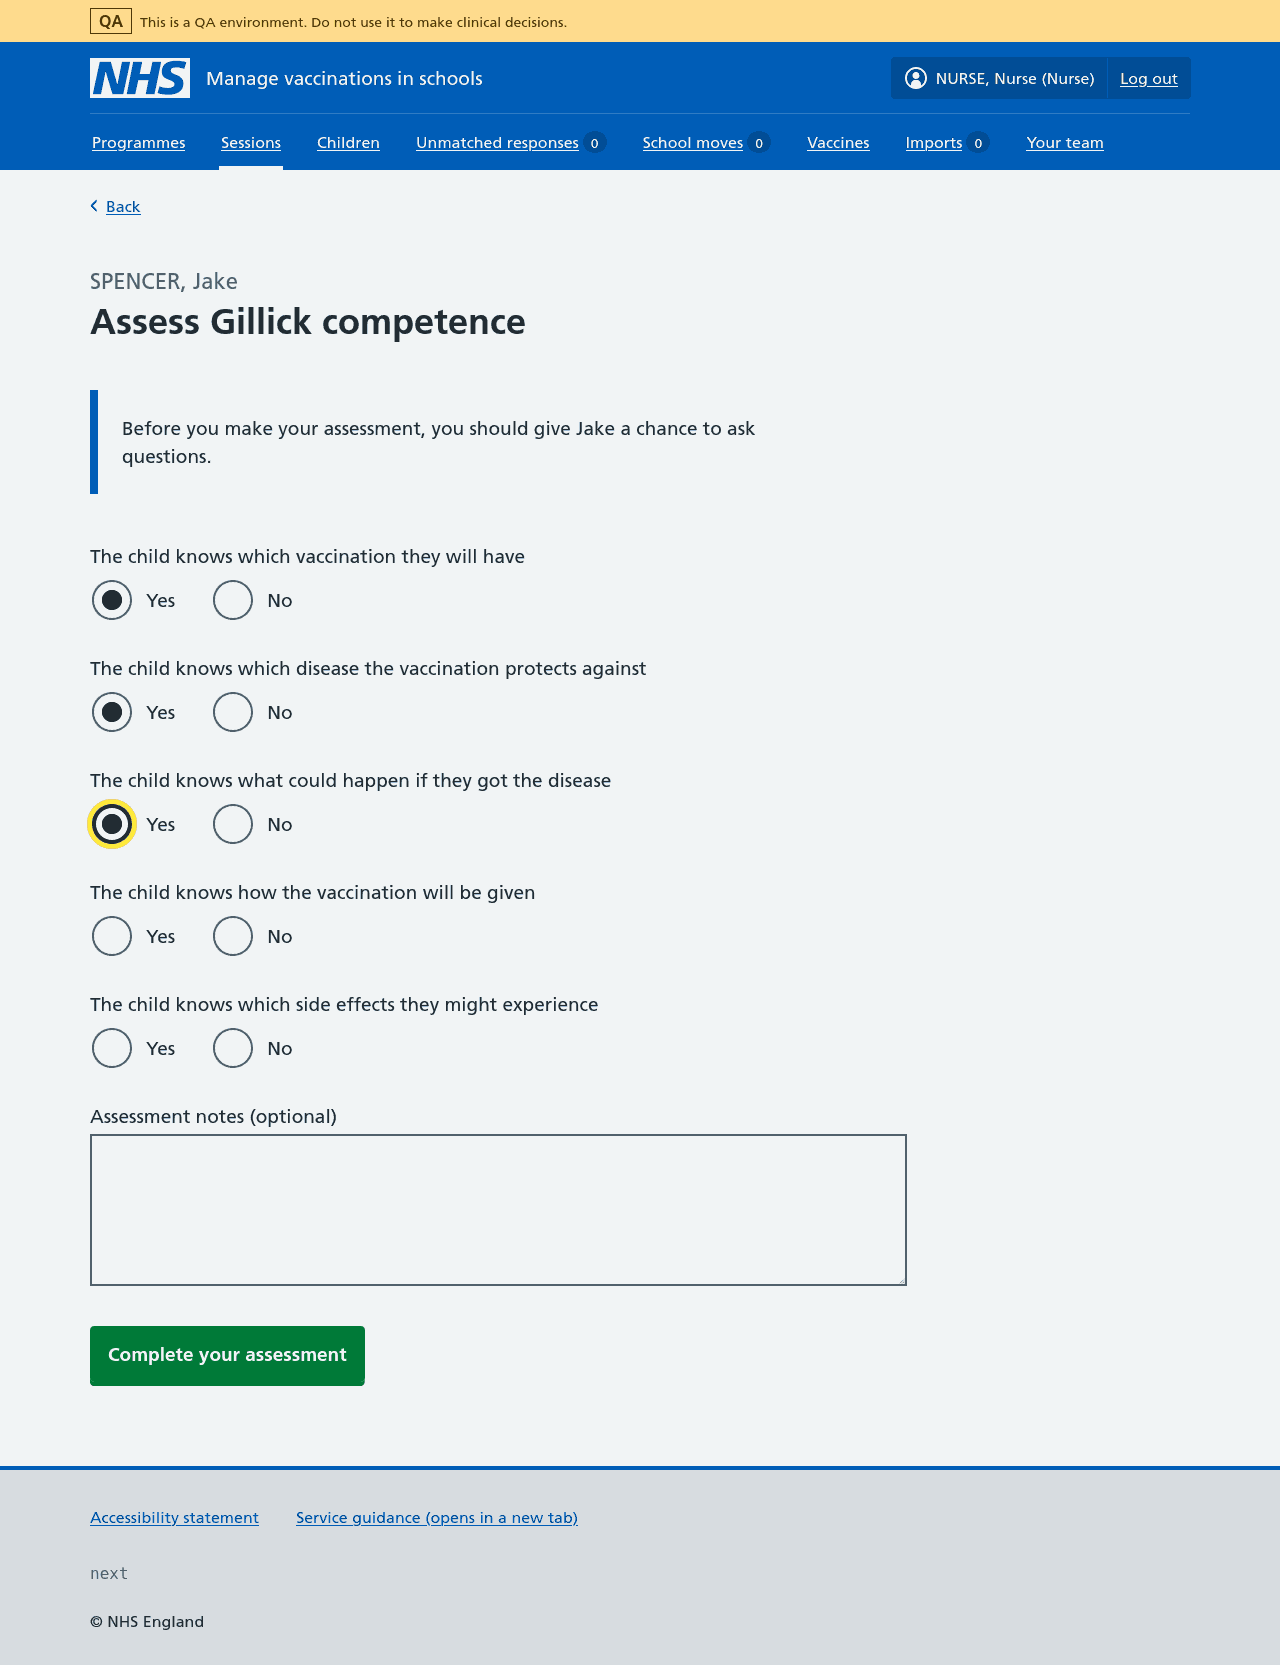 QA This is a QA environment. Do not use it to make clinical decisions.
NHS Manage vaccinations in schools NURSE, Nurse (Nurse) Log out
Programmes Sessions Children Unmatched responses 0 School moves 0 Vaccines Imports 0 Your team
Back
SPENCER, Jake
Assess Gillick competence
Before you make your assessment, you should give Jake a chance to ask
questions.
The child knows which vaccination they will have
Yes No
The child knows which disease the vaccination protects against
Yes No
The child knows what could happen if they got the disease
Yes No
The child knows how the vaccination will be given
Yes No
The child knows which side effects they might experience
Yes No
Assessment notes (optional)
Complete your assessment
Accessibility statement Service guidance (opens in a new tab)
next
© NHS England